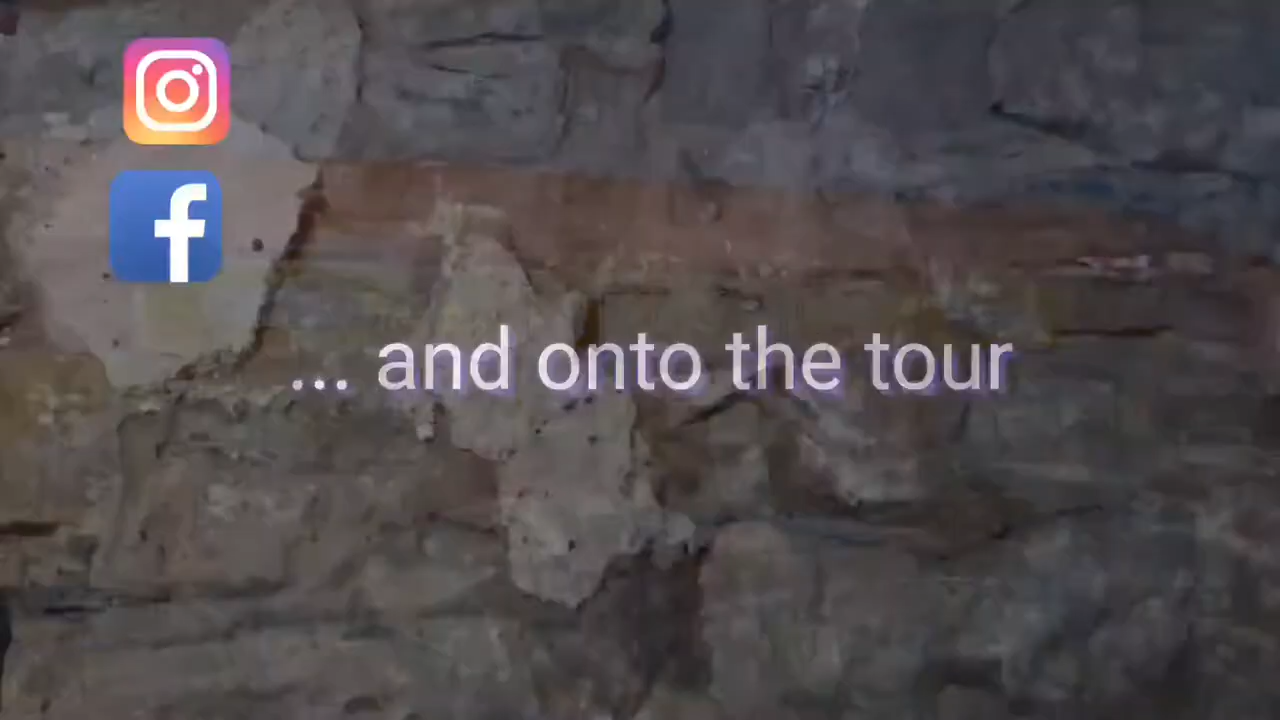 ... and onto the tour